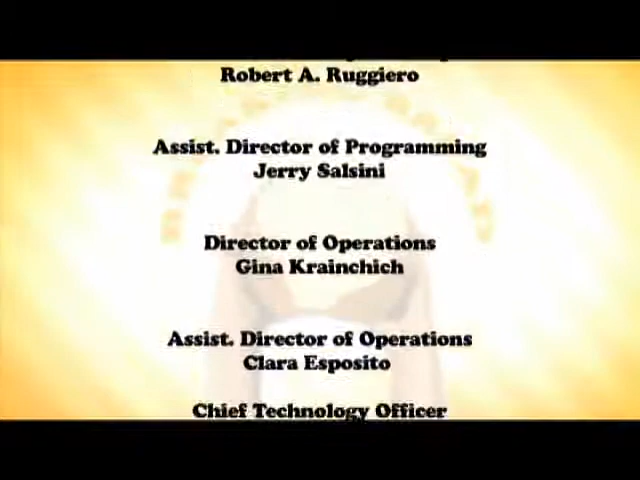 Robert A. Ruggiero
Assist. Director of Programming
Jerry Salsini
Director of Operations
Gina Krainchich
Assist. Director of Operations
Clara Esposito
Chief Technology Officer